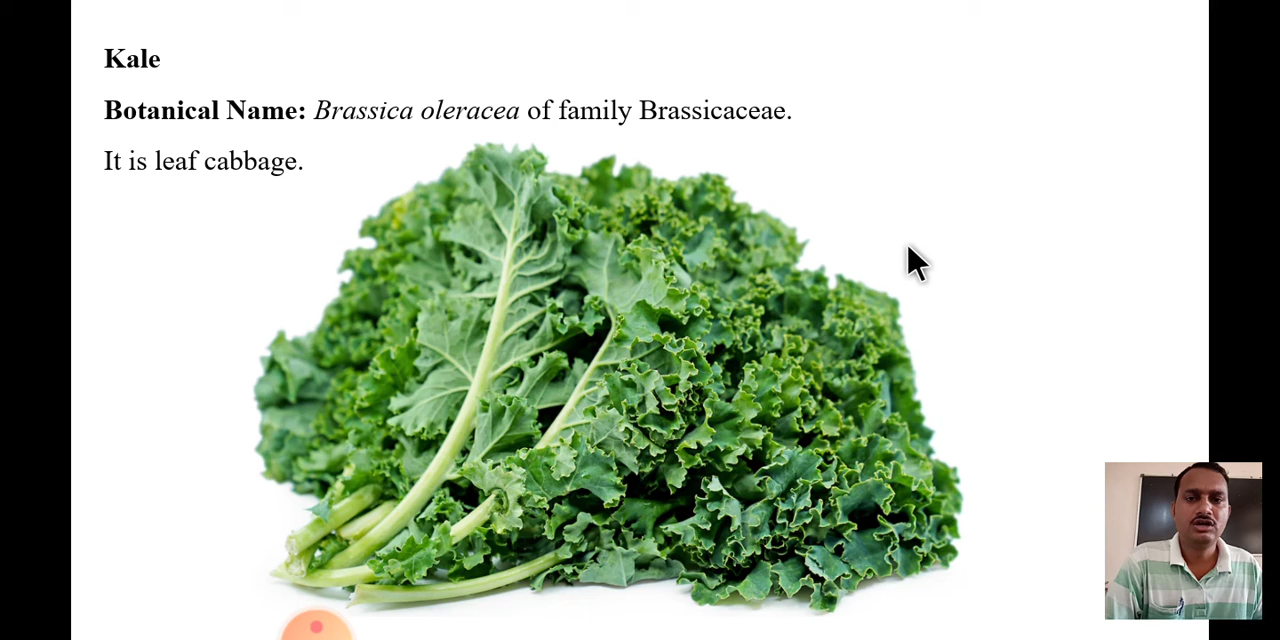 Kale
Botanical Name: Brassica oleracea of family Brassicaceae.
It is leaf cabbage.